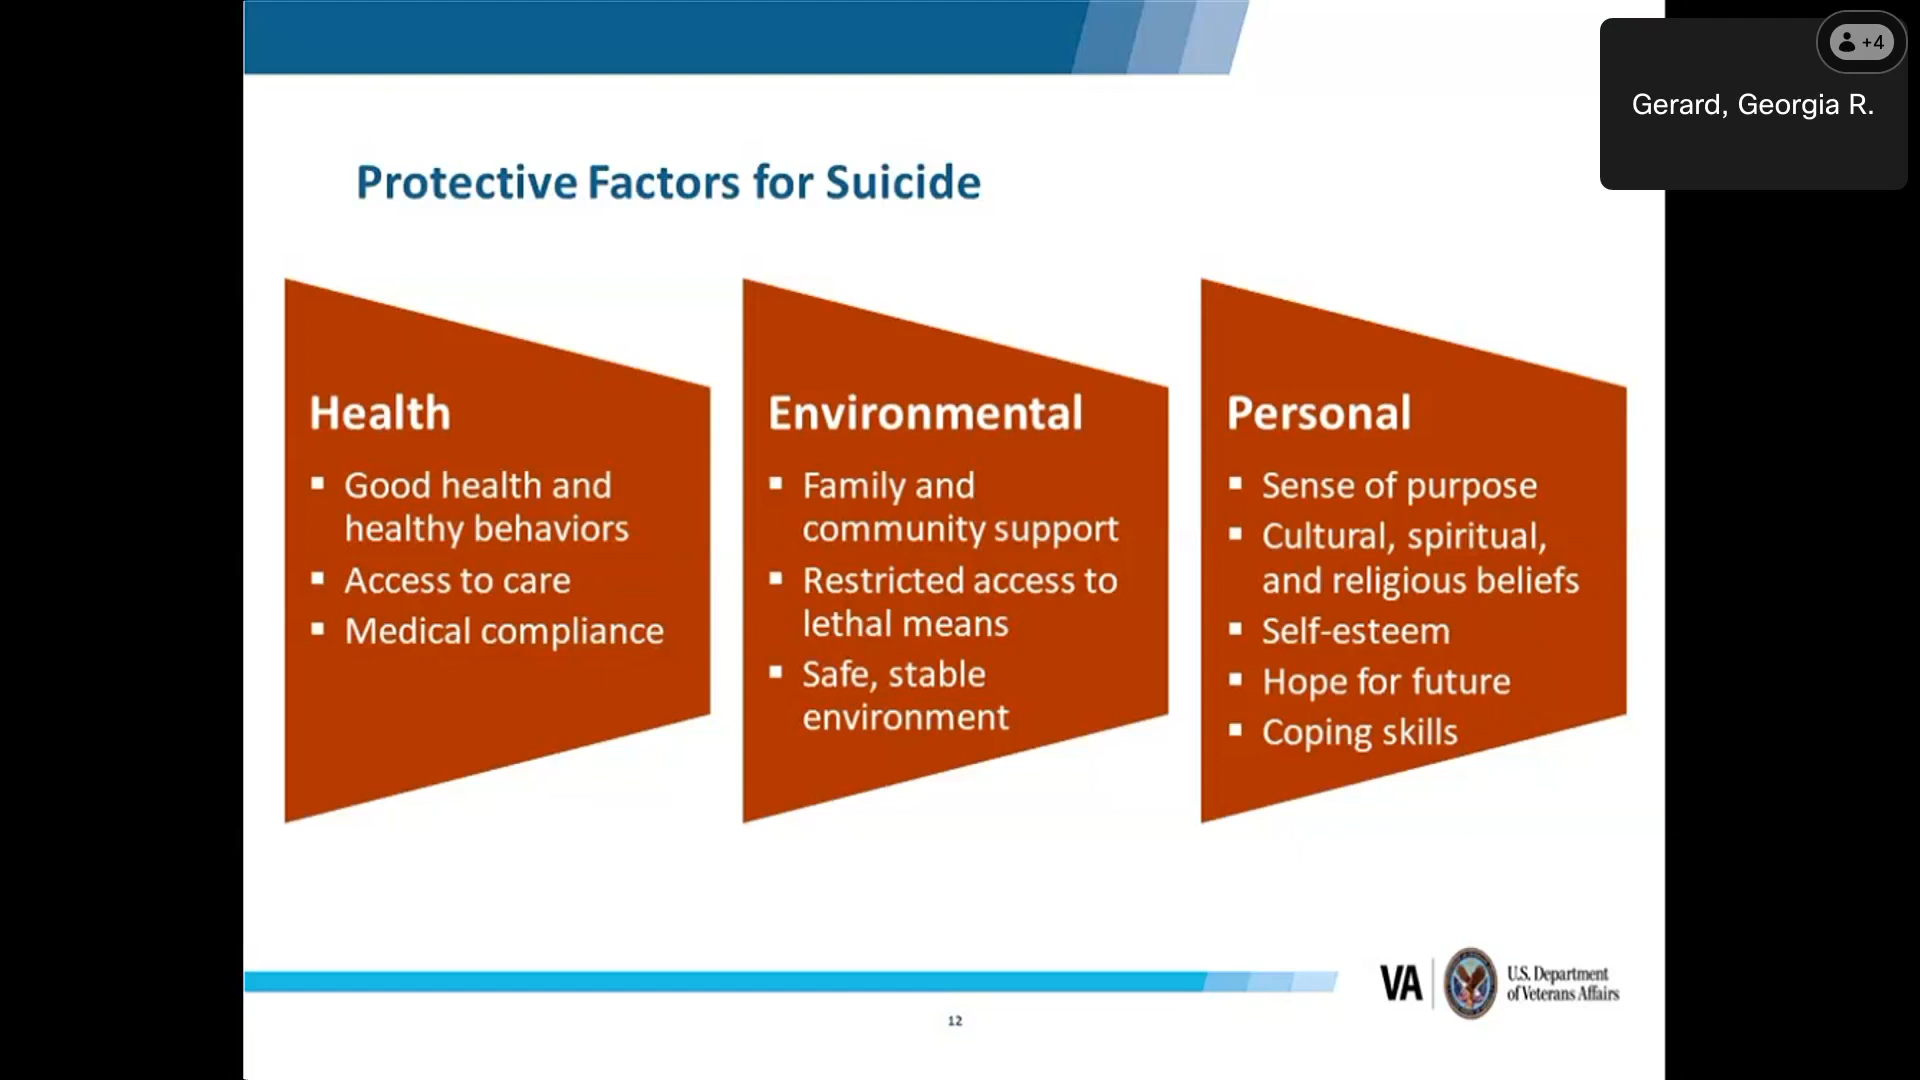 +4
Gerard, Georgia R.
Protective Factors for Suicide
Health
▪ Good health and
healthy behaviors
▪ Access to care
▪ Medical compliance
Environmental
▪ Family and
community support
▪ Restricted access to
lethal means
▪ Safe, stable
environment
Personal
▪ Sense of purpose
▪ Cultural, spiritual,
and religious beliefs
▪ Self-esteem
▪ Hope for future
▪ Coping skills
VA
U.S. Department
of Veterans Affairs
12